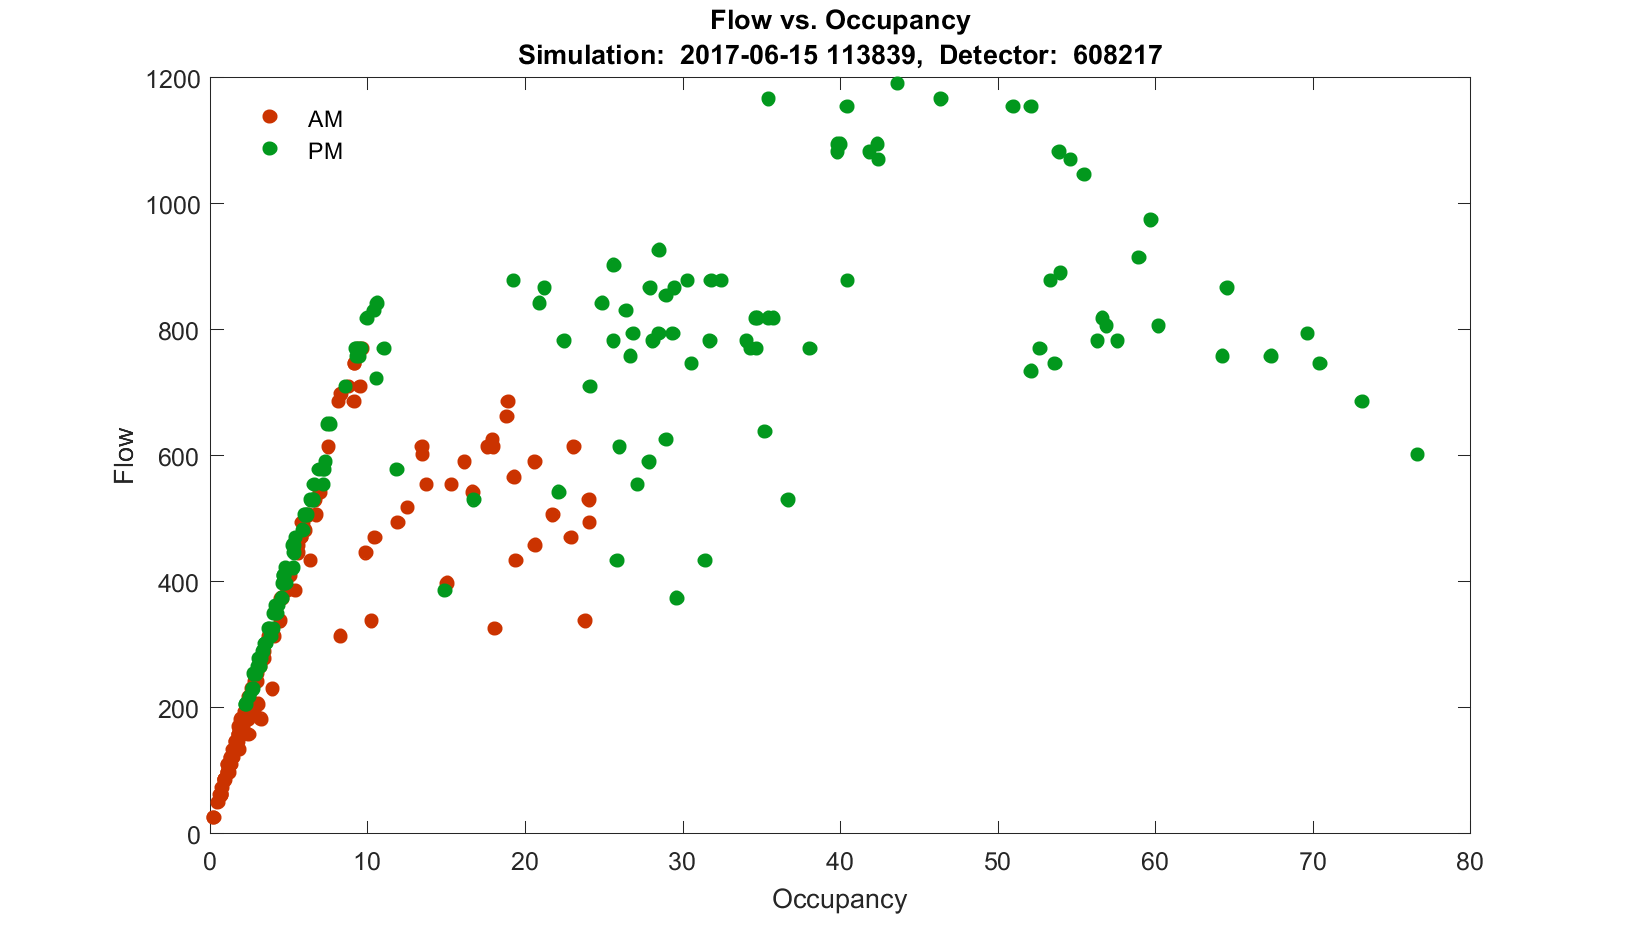 Flow vs. Occupancy
Simulation:  2017-06-15 113839,  Detector:  608217
1200
AM
PM
1000
800
600
Flow
400
200
0
0 10 20 30 40 50 60 70 80
Occupancy